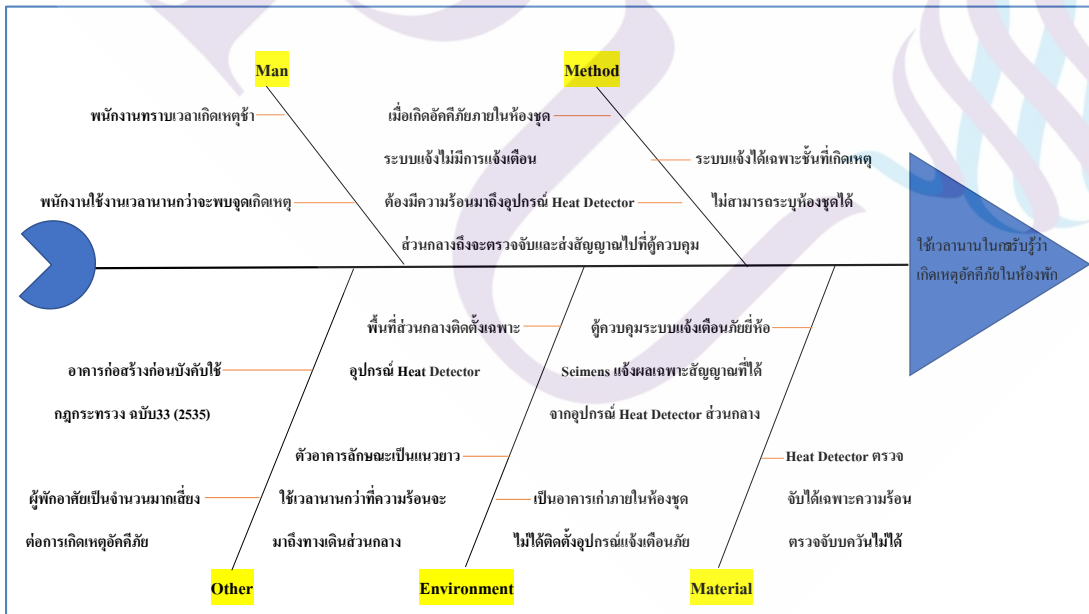 Man
พนักงานทราบเวลาเกิดเหตุช้า
พนักงานใช้งานเวลานานกว่าจะพบจุดเกิดเหตุ
Method
เมื่อเกิดอัคคีภัยภายในห้องชุด
ระบบแจ้งไม่มีการแจ้งเตือน
ต้องมีความร้อนมาถึงอุปกรณ์ Heat Detector
ส่วนกลางถึงจะตรวจจับและส่งสัญญาณไปที่ตู้ควบคุม
ระบบแจ้งได้เฉพาะชั้นที่เกิดเหตุ
ไม่สามารถระบุห้องชุดได้
ใช้เวลานานในการรับรู้ว่า
เกิดเหตุอัคคีภัยในห้องพัก
อาคารก่อสร้างก่อนบังคับใช้
กฎกระทรวง ฉบับ33 (2535)
ผู้พักอาศัยเป็นจำนวนมากเสี่ยง
ต่อการเกิดเหตุอัคคีภัย
Other
พื้นที่ส่วนกลางติดตั้งเฉพาะ
อุปกรณ์ Heat Detector
ตัวอาคารลักษณะเป็นแนวยาว
ใช้เวลานานกว่าที่ความร้อนจะ
มาถึงทางเดินส่วนกลาง
เป็นอาคารเก่าภายในห้องชุด
ไม่ได้ติดตั้งอุปกรณ์แจ้งเตือนภัย
Environment
ตู้ควบคุมระบบแจ้งเตือนภัยยี่ห้อ
Seimens แจ้งผลเฉพาะสัญญาณที่ได้
จากอุปกรณ์ Heat Detector ส่วนกลาง
Heat Detector ตรวจ
จับได้เฉพาะความร้อน
ตรวจจับบควันไม่ได้
Material